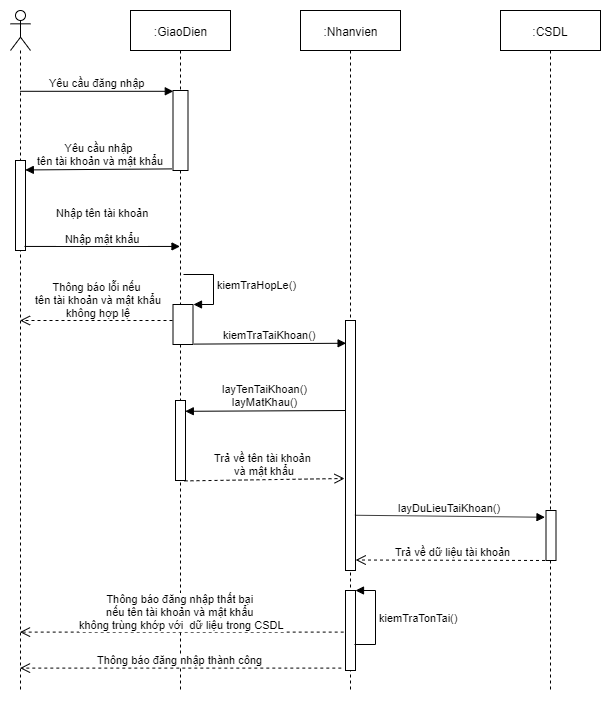 :GiaoDien
:Nhanvien
:CSDL
Yêu cầu đăng nhập
Yêu cầu nhập
tên tài khoản và mật khẩu
Nhập tên tài khoản
Nhập mật khẩu
kiemTraHopLe()
Thông báo lỗi nếu
tên tài khoản và mật khẩu
không hợp lệ
kiemTraTaiKhoan()
layTenTaiKhoan()
layMatKhau()
Trả về tên tài khoản
và mật khẩu
layDuLieuTaiKhoan()
Trả về dữ liệu tài khoản
Thông báo đăng nhập thất bại
nếu tên tài khoản và mật khẩu
không trùng khớp với dữ liệu trong CSDL
kiemTraTonTai()
Thông báo đăng nhập thành công